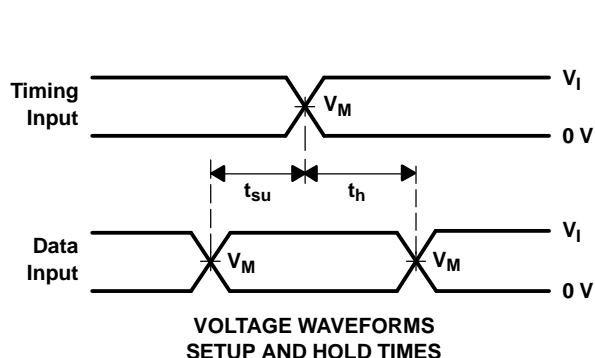 Timing
Input
V_M
V_I
0 V
t_su
t_h
Data
Input
V_M
V_M
V_I
0 V
VOLTAGE WAVEFORMS
SETUP AND HOLD TIMES